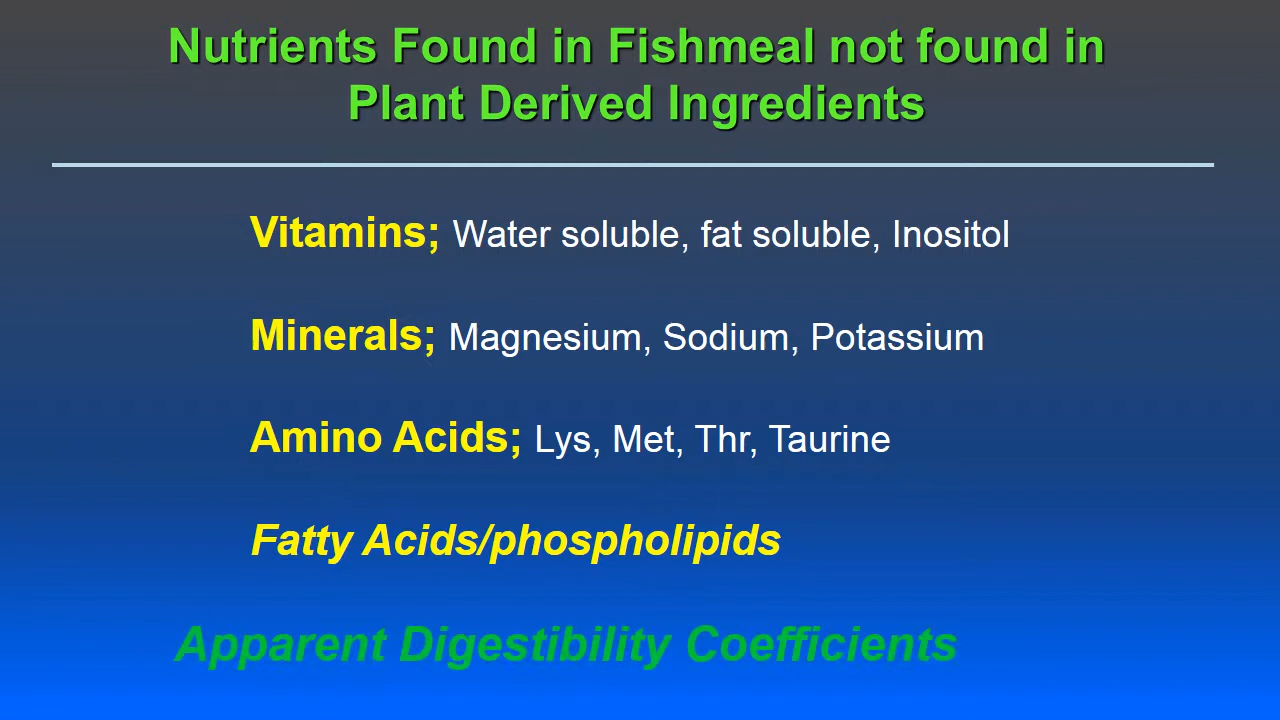 Nutrients Found in Fishmeal not found in
Plant Derived Ingredients
Vitamins; Water soluble, fat soluble, Inositol
Minerals; Magnesium, Sodium, Potassium
Amino Acids; Lys, Met, Thr, Taurine
Fatty Acids/phospholipids
Apparent Digestibility Coefficients